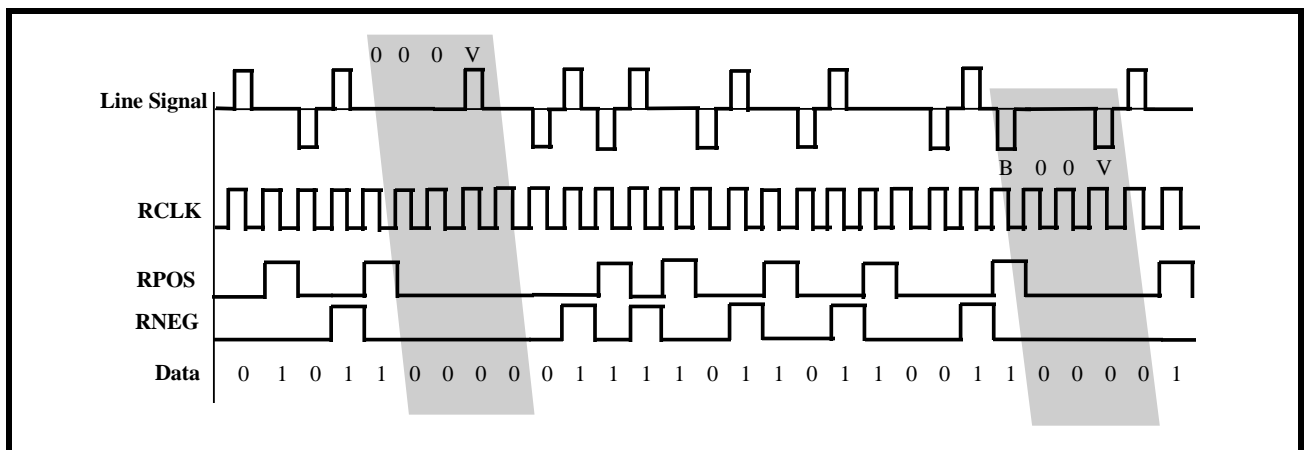 0 0 0 V
Line Signal
B 0 0 V
RCLK
RPOS
RNEG
Data 0 1 0 1 1 0 0 0 0 0 1 1 1 1 0 1 1 0 1 1 0 0 1 1 0 0 0 0 1